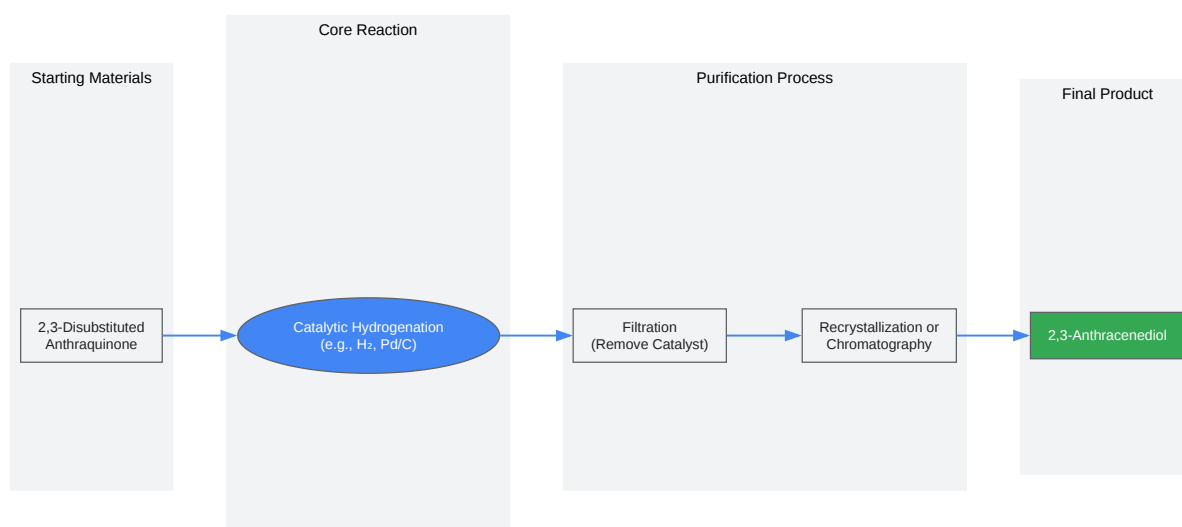 Core Reaction
Starting Materials
Purification Process
Final Product
2,3-Disubstituted
Anthraquinone
Catalytic Hydrogenation
(e.g., H₂, Pd/C)
Filtration
(Remove Catalyst)
Recrystallization or
Chromatography
2,3-Anthracenediol